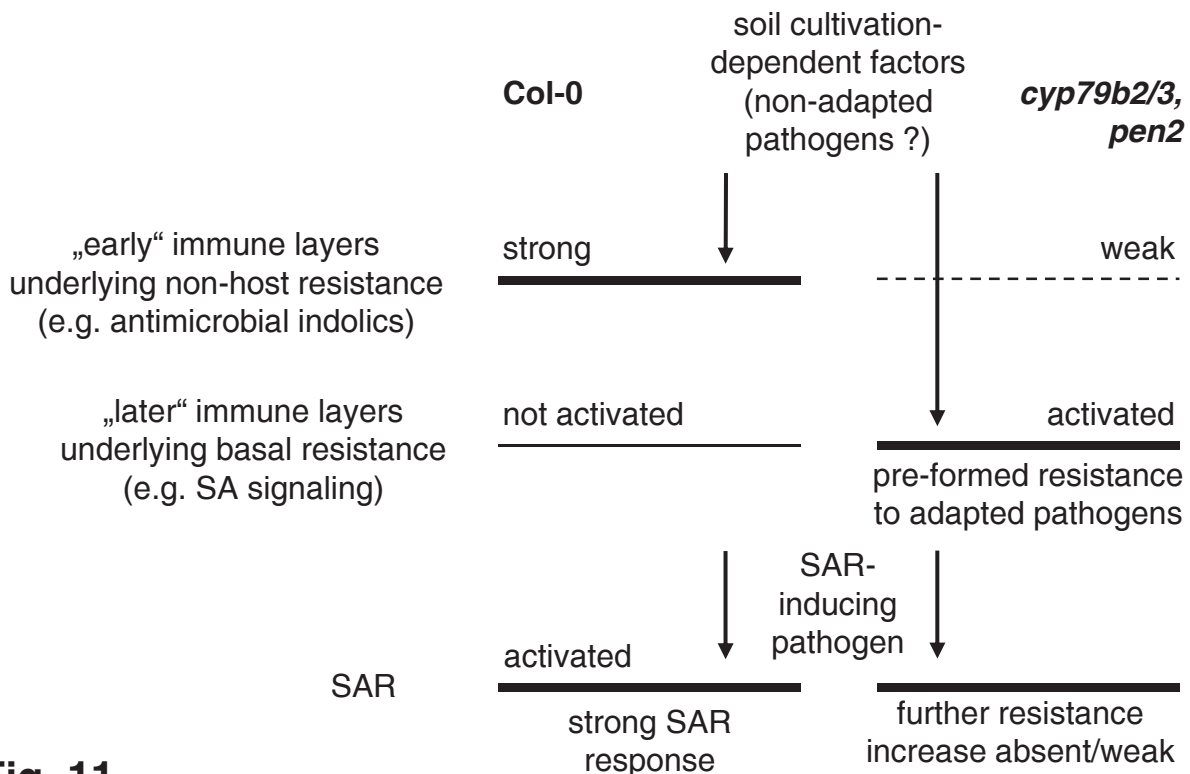 soil cultivation-
dependent factors
(non-adapted
pathogens ?)
Col-0
cyp79b2/3,
pen2
„early“ immune layers
underlying non-host resistance
(e.g. antimicrobial indolics)
strong
weak
„later“ immune layers
underlying basal resistance
(e.g. SA signaling)
not activated
activated
pre-formed resistance
to adapted pathogens
SAR-
inducing
pathogen
SAR
activated
strong SAR
response
further resistance
increase absent/weak
Fig. 11